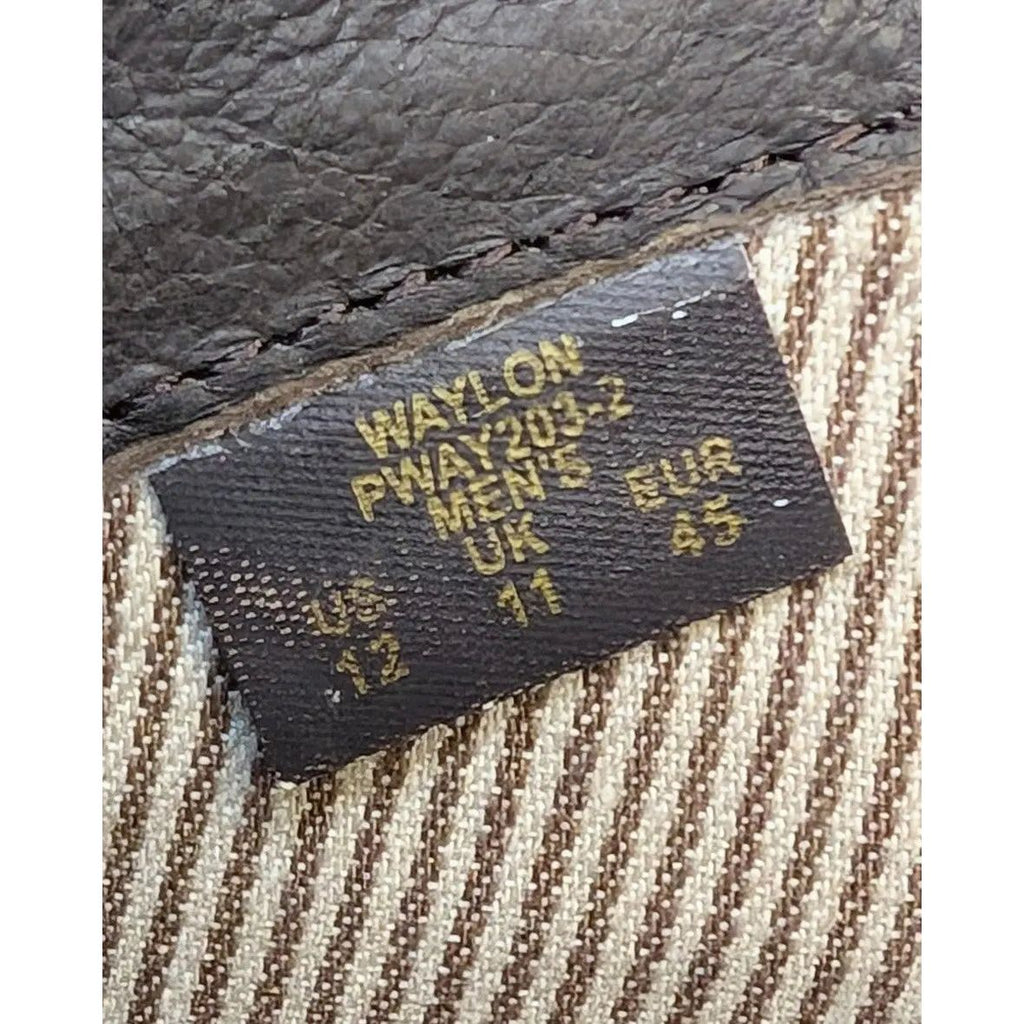 WAYLON
PWAY203-2
MEN'S
US UK EUR
12 11 45